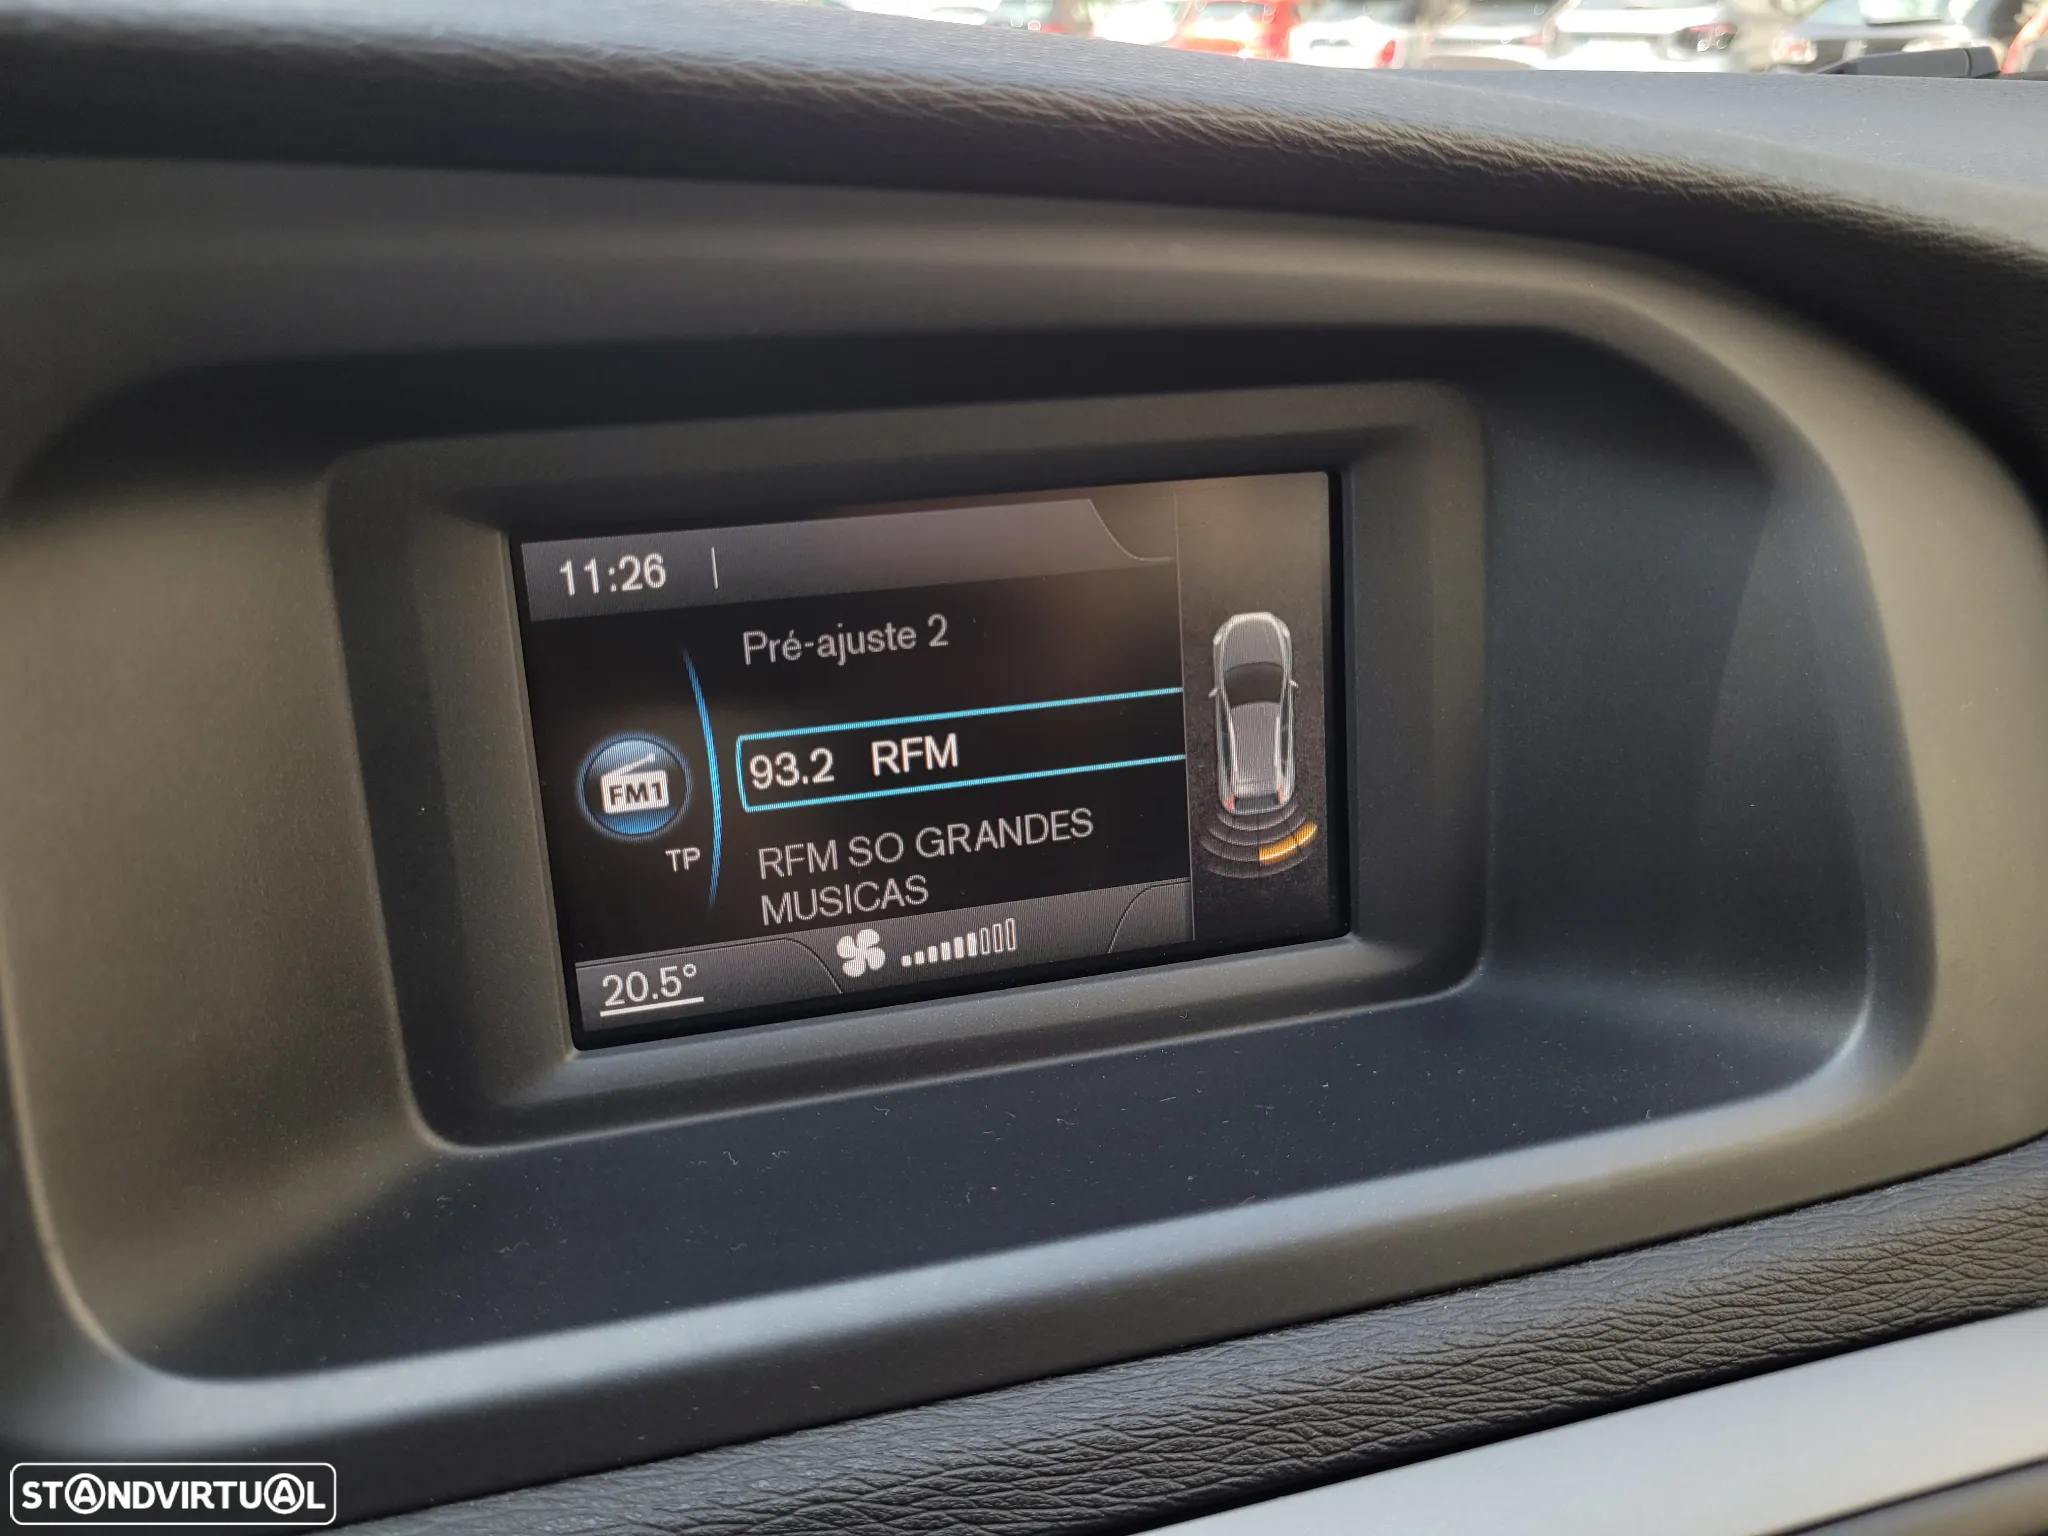 11:26
Pré-ajuste 2
93.2 RFM
FM1
TP
RFM SO GRANDES
MUSICAS
20.5°
STANDVIRTUAL